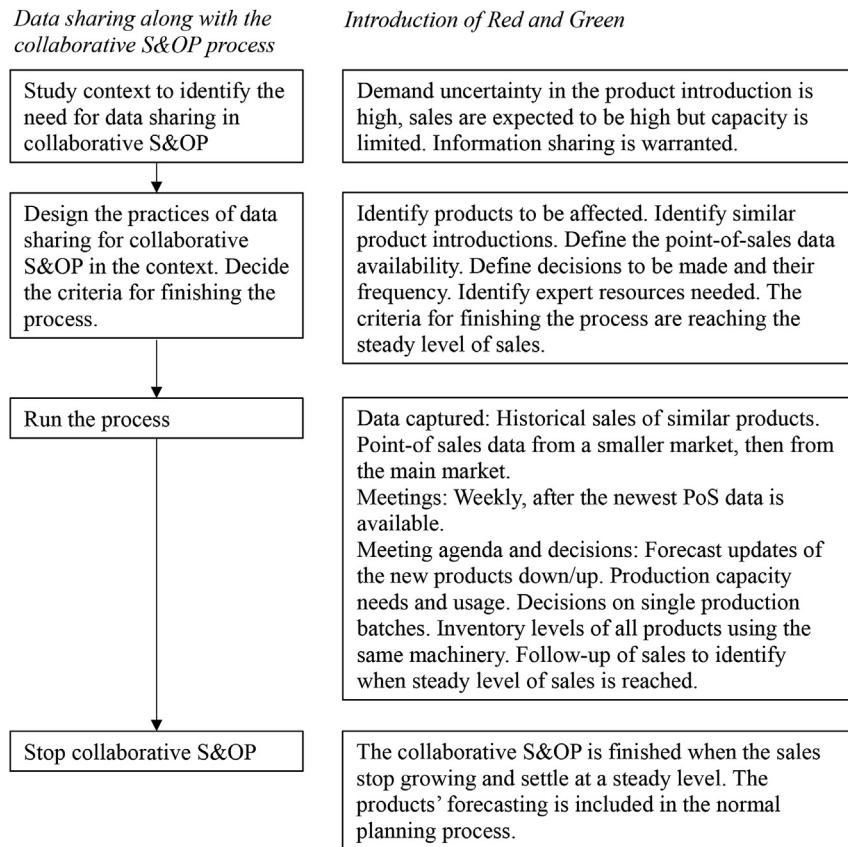 Data sharing along with the
collaborative S&OP process
Introduction of Red and Green
Study context to identify the
need for data sharing in
collaborative S&OP
Demand uncertainty in the product introduction is
high, sales are expected to be high but capacity is
limited. Information sharing is warranted.
Design the practices of data
sharing for collaborative
S&OP in the context. Decide
the criteria for finishing the
process.
Identify products to be affected. Identify similar
product introductions. Define the point-of-sales data
availability. Define decisions to be made and their
frequency. Identify expert resources needed. The
criteria for finishing the process are reaching the
steady level of sales.
Run the process
Data captured: Historical sales of similar products.
Point-of sales data from a smaller market, then from
the main market.
Meetings: Weekly, after the newest PoS data is
available.
Meeting agenda and decisions: Forecast updates of
the new products down/up. Production capacity
needs and usage. Decisions on single production
batches. Inventory levels of all products using the
same machinery. Follow-up of sales to identify
when steady level of sales is reached.
Stop collaborative S&OP
The collaborative S&OP is finished when the sales
stop growing and settle at a steady level. The
products’ forecasting is included in the normal
planning process.